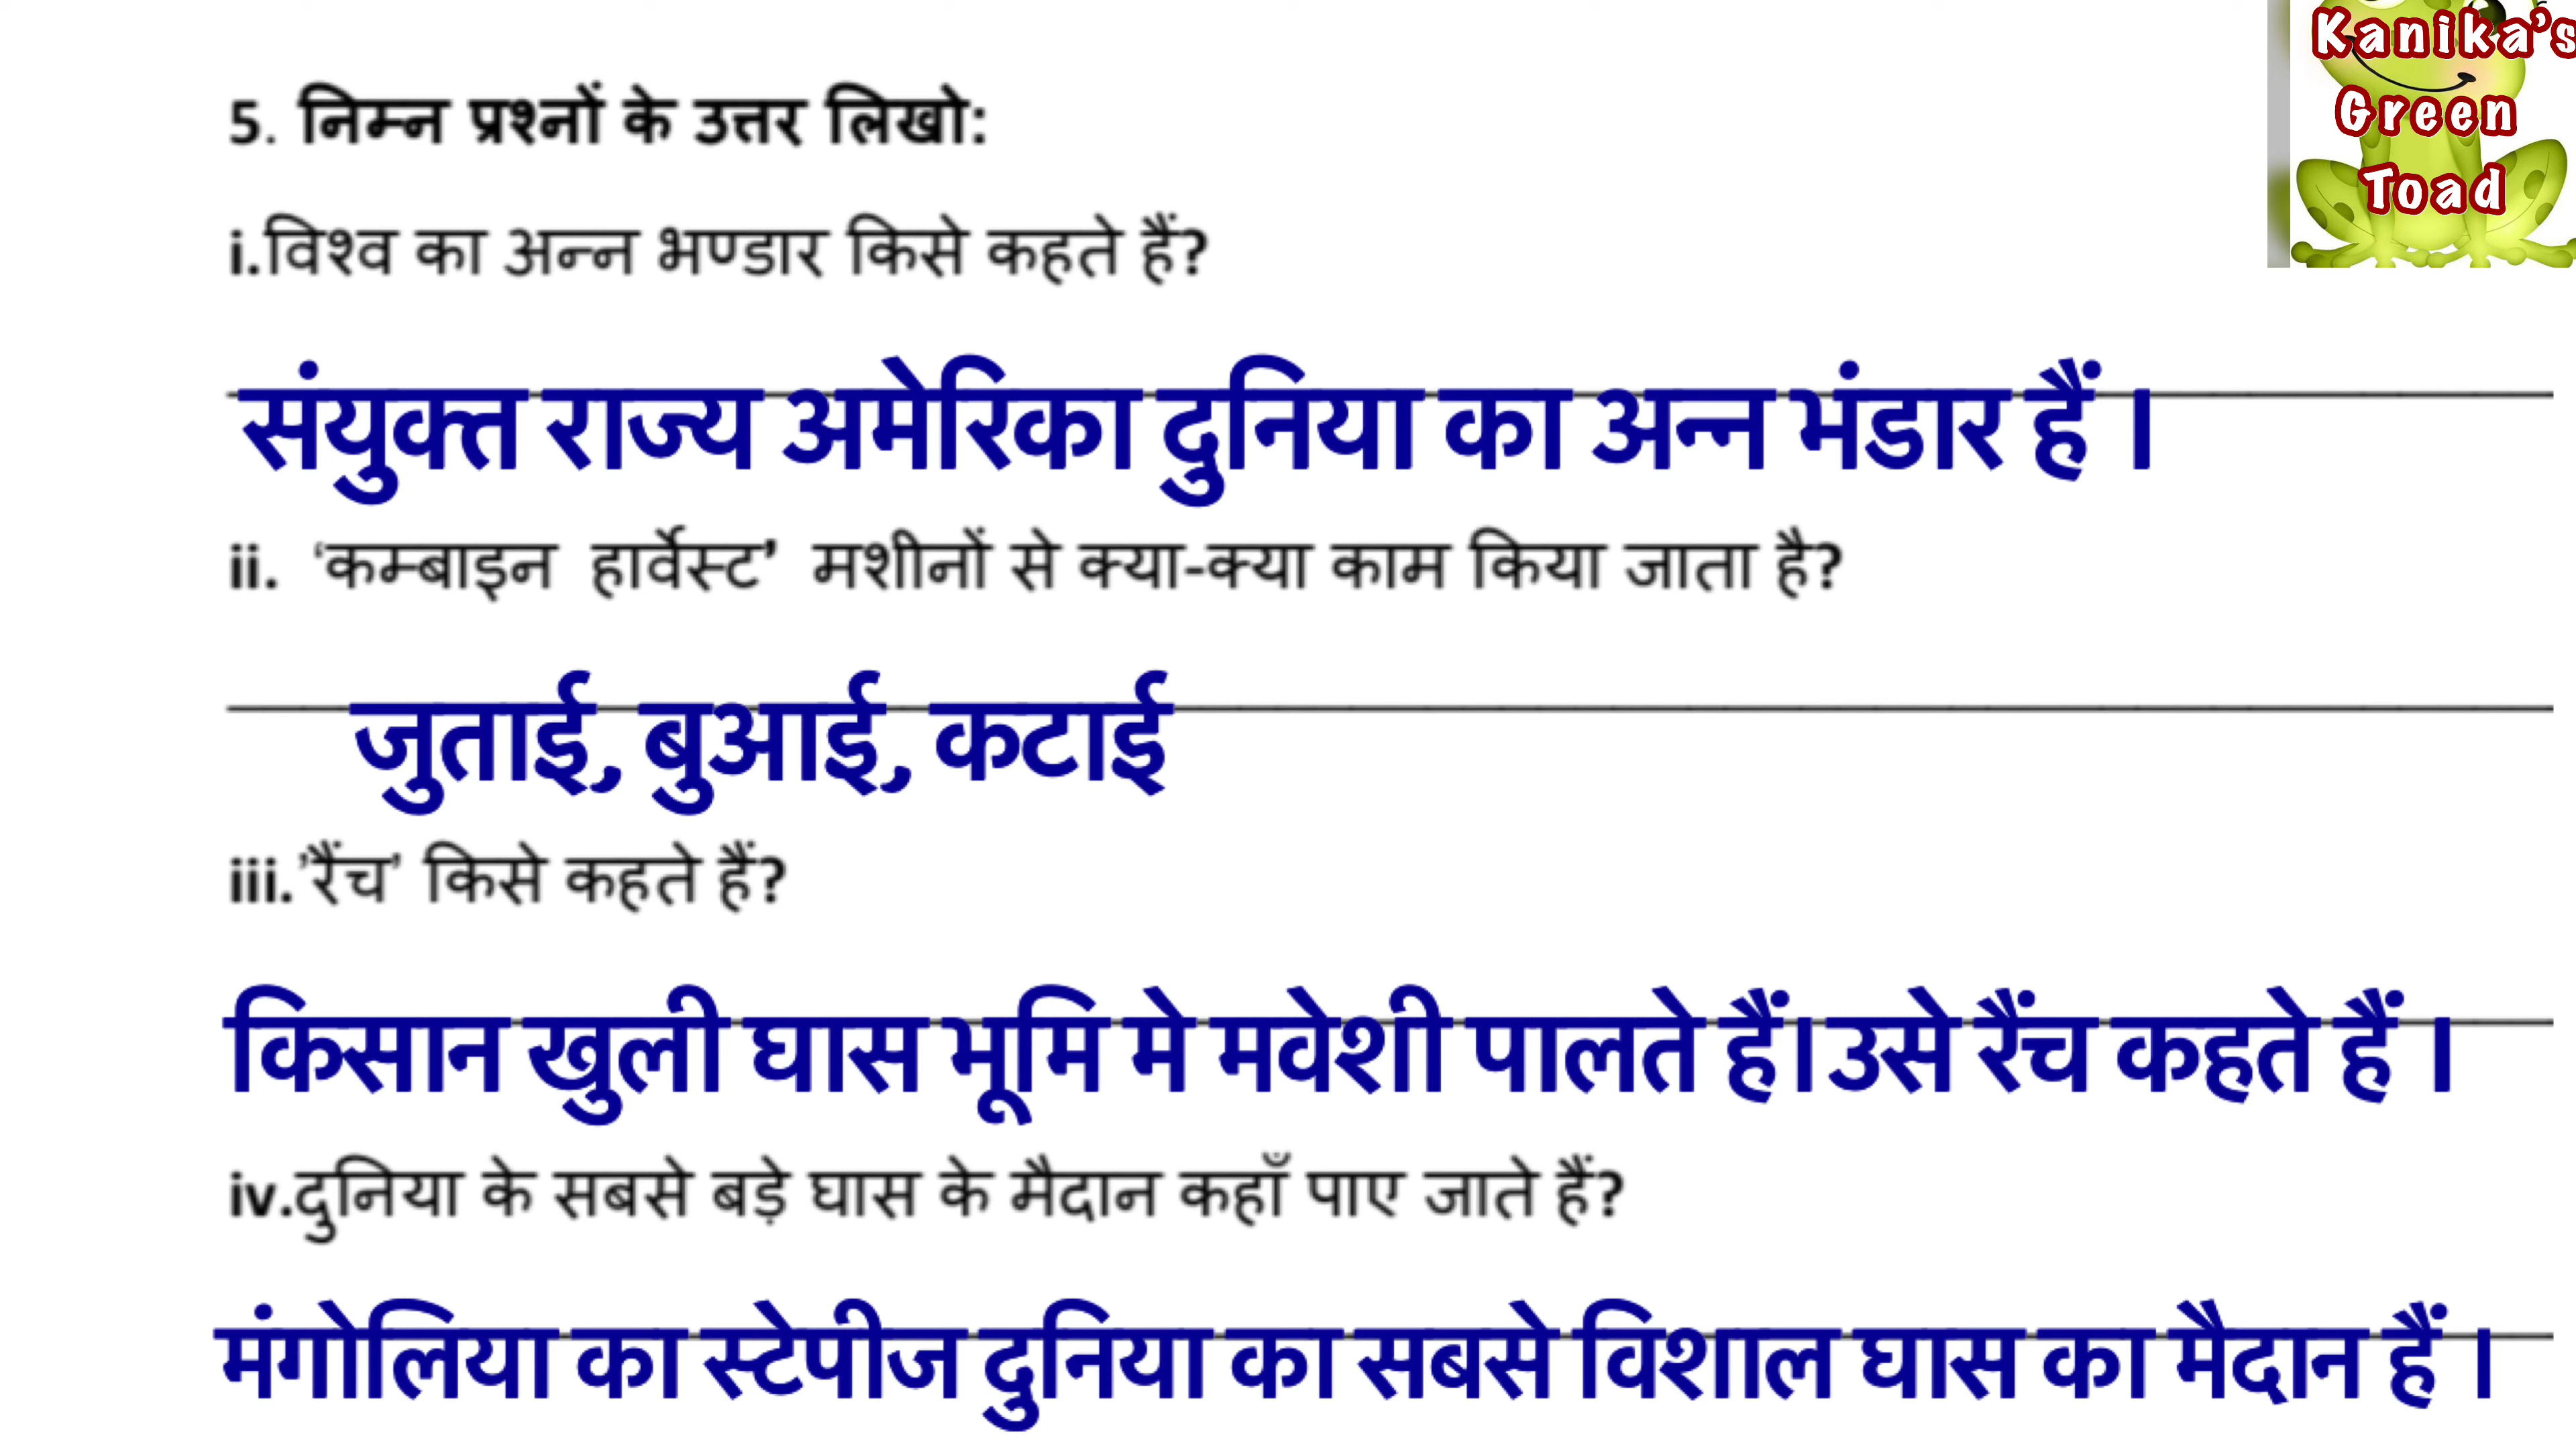 Kanika's
Green
Toad
5. निम्न प्रश्नों के उत्तर लिखो:
i.विश्व का अन्न भण्डार किसे कहते हैं?
संयुक्त राज्य अमेरिका दुनिया का अन्न भंडार हैं ।
ii. 'कम्बाइन हार्वेस्ट' मशीनों से क्या-क्या काम किया जाता है?
जुताई, बुआई, कटाई
iii.'रैंच' किसे कहते हैं?
किसान खुली घास भूमि मे मवेशी पालते हैं। उसे रैंच कहते हैं ।
iv.दुनिया के सबसे बड़े घास के मैदान कहाँ पाए जाते हैं?
मंगोलिया का स्टेपीज दुनिया का सबसे विशाल घास का मैदान हैं ।